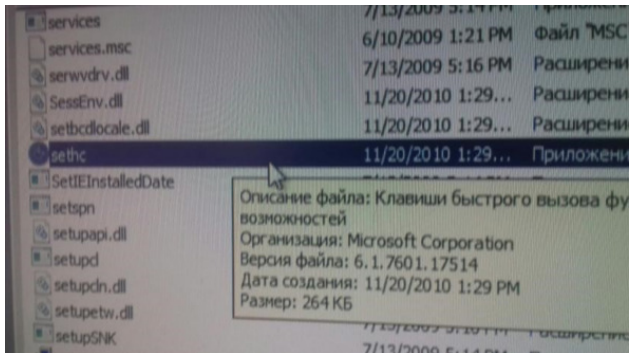 services
services.msc 6/10/2009 1:21 PM Файл "MSC
serwvdrv.dll 7/13/2009 5:16 PM Расширени
SessEnv.dll 11/20/2010 1:29... Расширени
setbcdlocale.dll 11/20/2010 1:29... Расширени
sethc 11/20/2010 1:29... Приложени
SetIEInstalledDate
setspn
setupapi.dll
setupcl
setupcln.dll
setupetw.dll
setupSNK
Описание файла: Клавиши быстрого вызова фу
возможностей
Организация: Microsoft Corporation
Версия файла: 6.1.7601.17514
Дата создания: 11/20/2010 1:29 PM
Размер: 264 КБ